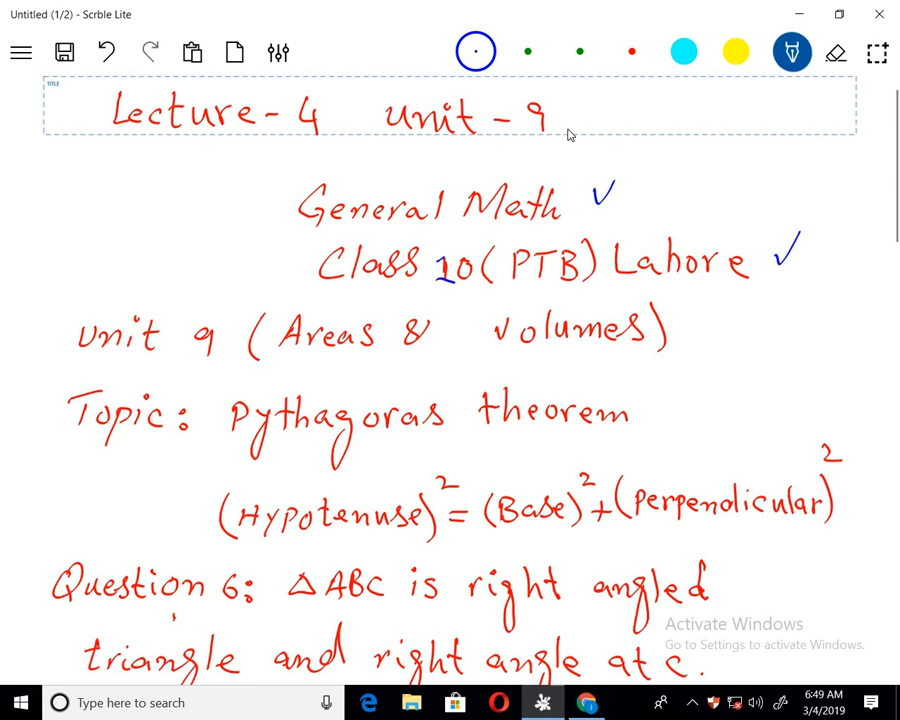 Untitled (1/2) - Scrble Lite
TITLE
Lecture - 4 unit - 9
General Math ✓
Class 10 (PTB) Lahore ✓
unit 9 (Areas & volumes)
Topic: Pythagoras theorem
(Hypotenuse)² = (Base)² + (perpendicular)²
Question 6: △ABC is right angled
triangle and right angle at c.
Activate Windows
Go to Settings to activate Windows.
Type here to search
6:49 AM
3/4/2019